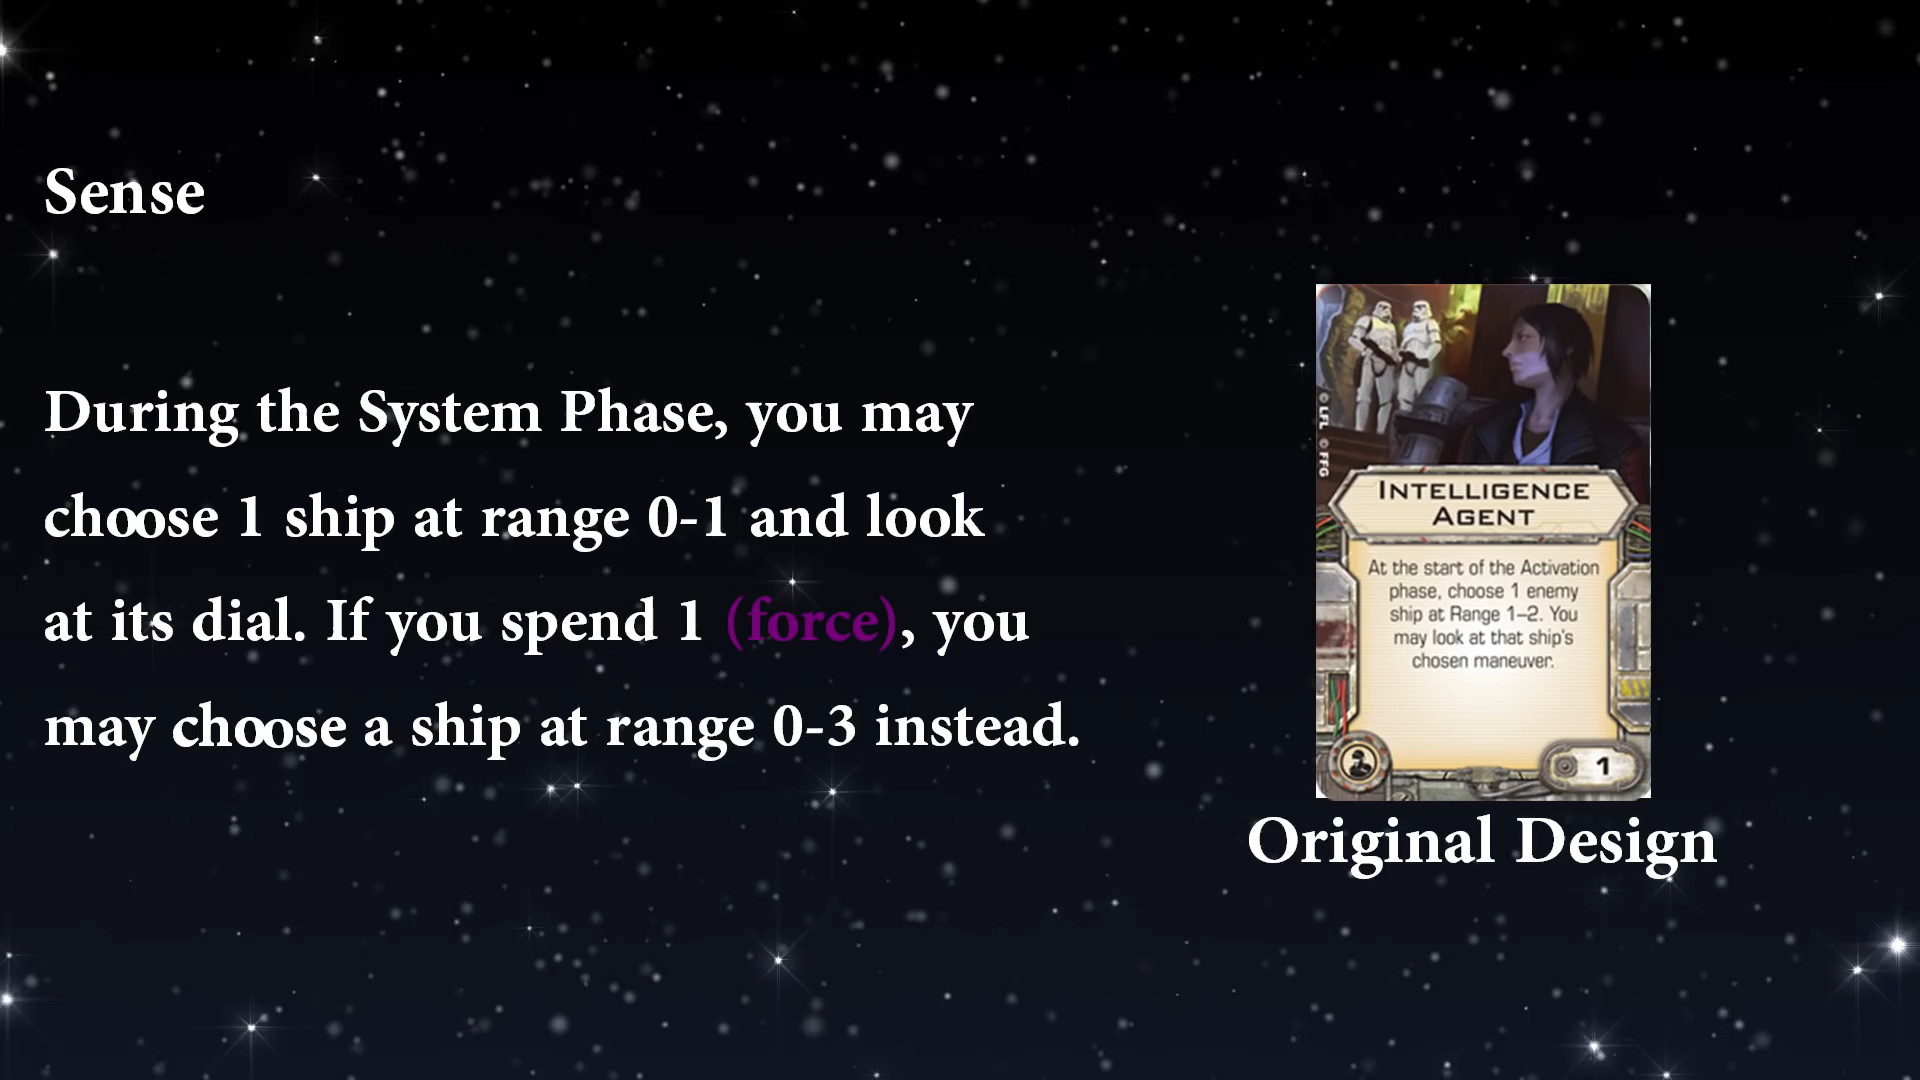 Sense
During the System Phase, you may
choose 1 ship at range 0-1 and look
at its dial. If you spend 1 (force), you
may choose a ship at range 0-3 instead.
© LFL © FFG
INTELLIGENCE
AGENT
At the start of the Activation
phase, choose 1 enemy
ship at Range 1–2. You
may look at that ship's
chosen maneuver.
1
Original Design